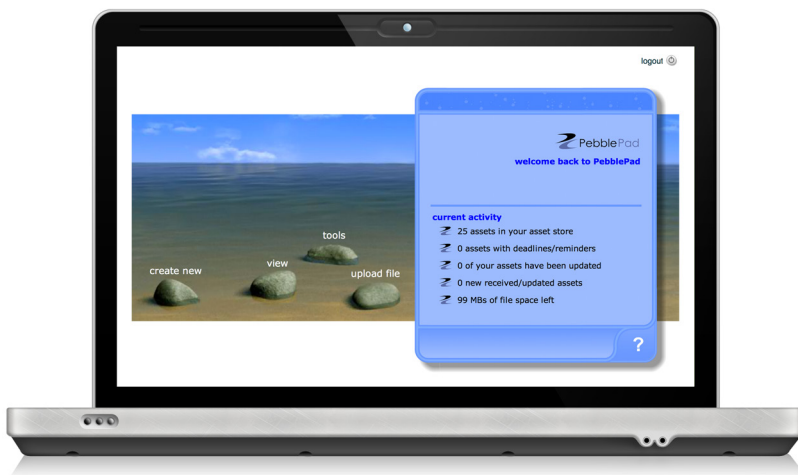 logout
PebblePad
welcome back to PebblePad
current activity
25 assets in your asset store
0 assets with deadlines/reminders
0 of your assets have been updated
0 new received/updated assets
99 MBs of file space left
?
tools
view
create new
upload file